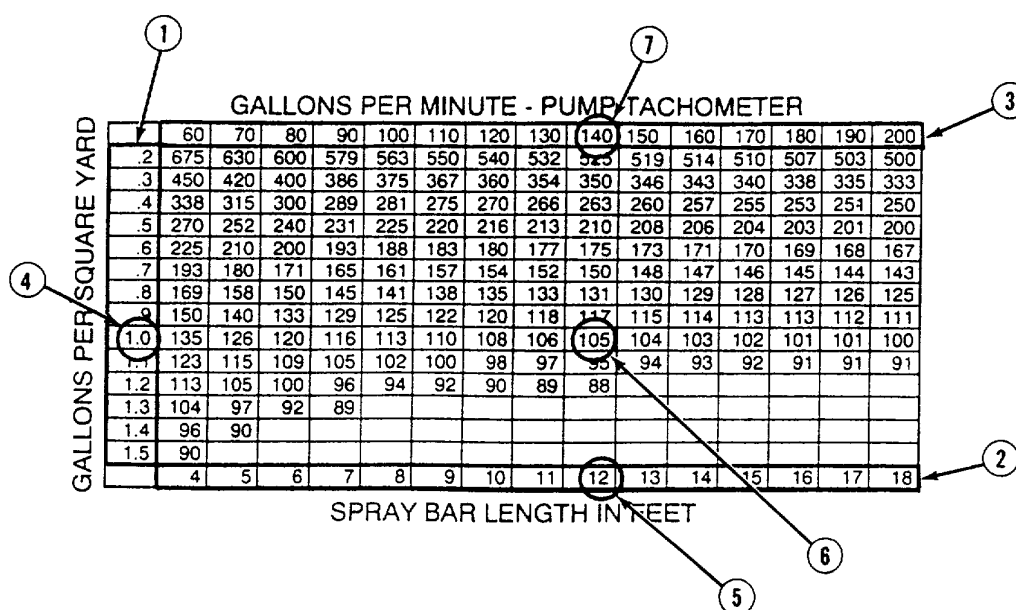 1
7
GALLONS PER MINUTE - PUMP TACHOMETER
3
GALLONS PER SQUARE YARD
60 70 80 90 100 110 120 130 140 150 160 170 180 190 200
.2 675 630 600 579 563 550 540 532 525 519 514 510 507 503 500
.3 450 420 400 386 375 367 360 354 350 346 343 340 338 335 333
.4 338 315 300 289 281 275 270 266 263 260 257 255 253 251 250
.5 270 252 240 231 225 220 216 213 210 208 206 204 203 201 200
.6 225 210 200 193 188 183 180 177 175 173 171 170 169 168 167
4
.7 193 180 171 165 161 157 154 152 150 148 147 146 145 144 143
.8 169 158 150 145 141 138 135 133 131 130 129 128 127 126 125
.9 150 140 133 129 125 122 120 118 117 115 114 113 113 112 111
1.0 135 126 120 116 113 110 108 106 105 104 103 102 101 101 100
1.1 123 115 109 105 102 100 98 97 95 94 93 92 91 91 91
1.2 113 105 100 96 94 92 90 89 88
1.3 104 97 92 89
1.4 96 90
1.5 90
2
4 5 6 7 8 9 10 11 12 13 14 15 16 17 18
SPRAY BAR LENGTH IN FEET
6
5